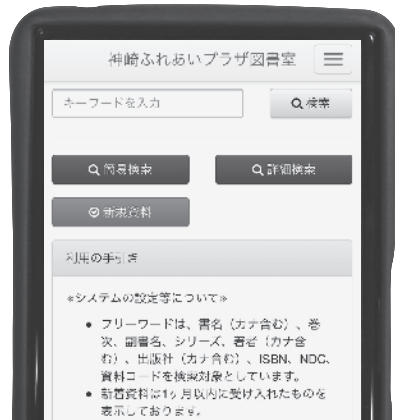 神崎ふれあいプラザ図書室
キーワードを入力
検索
簡易検索
詳細検索
新着資料
利用の手引き
«システムの設定等について»
● フリーワードは、書名（カナ含む）、巻
次、副書名、シリーズ、著者（カナ含
む）、出版社（カナ含む）、ISBN、NDC、
資料コードを検索対象としています。
● 新着資料は1ヶ月以内に受け入れたものを
表示しております。